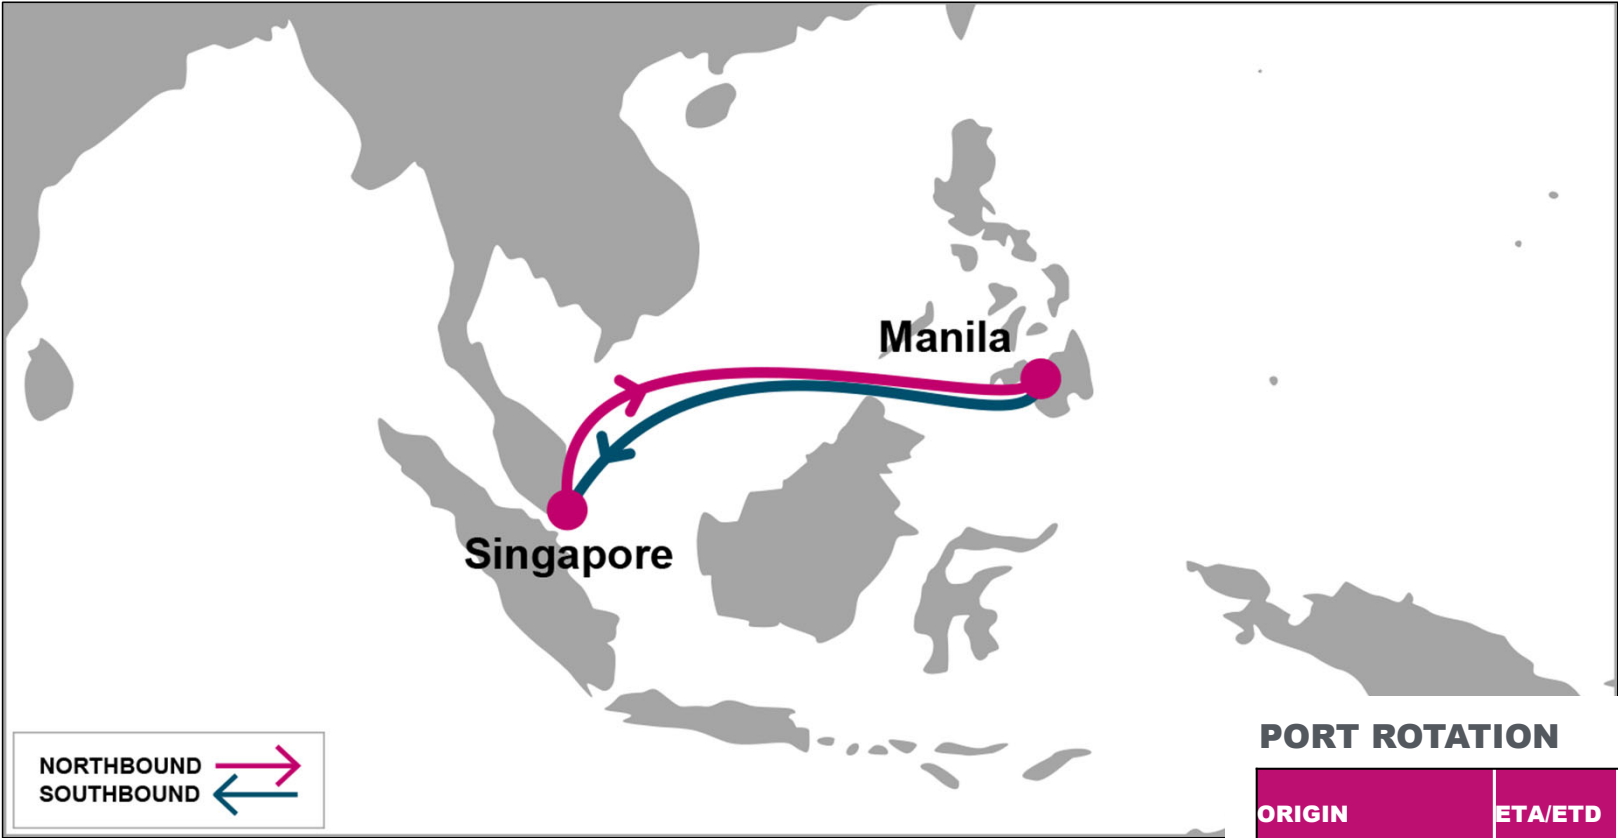 Manila
Singapore
NORTHBOUND
SOUTHBOUND
PORT ROTATION
ORIGIN ETA/ETD